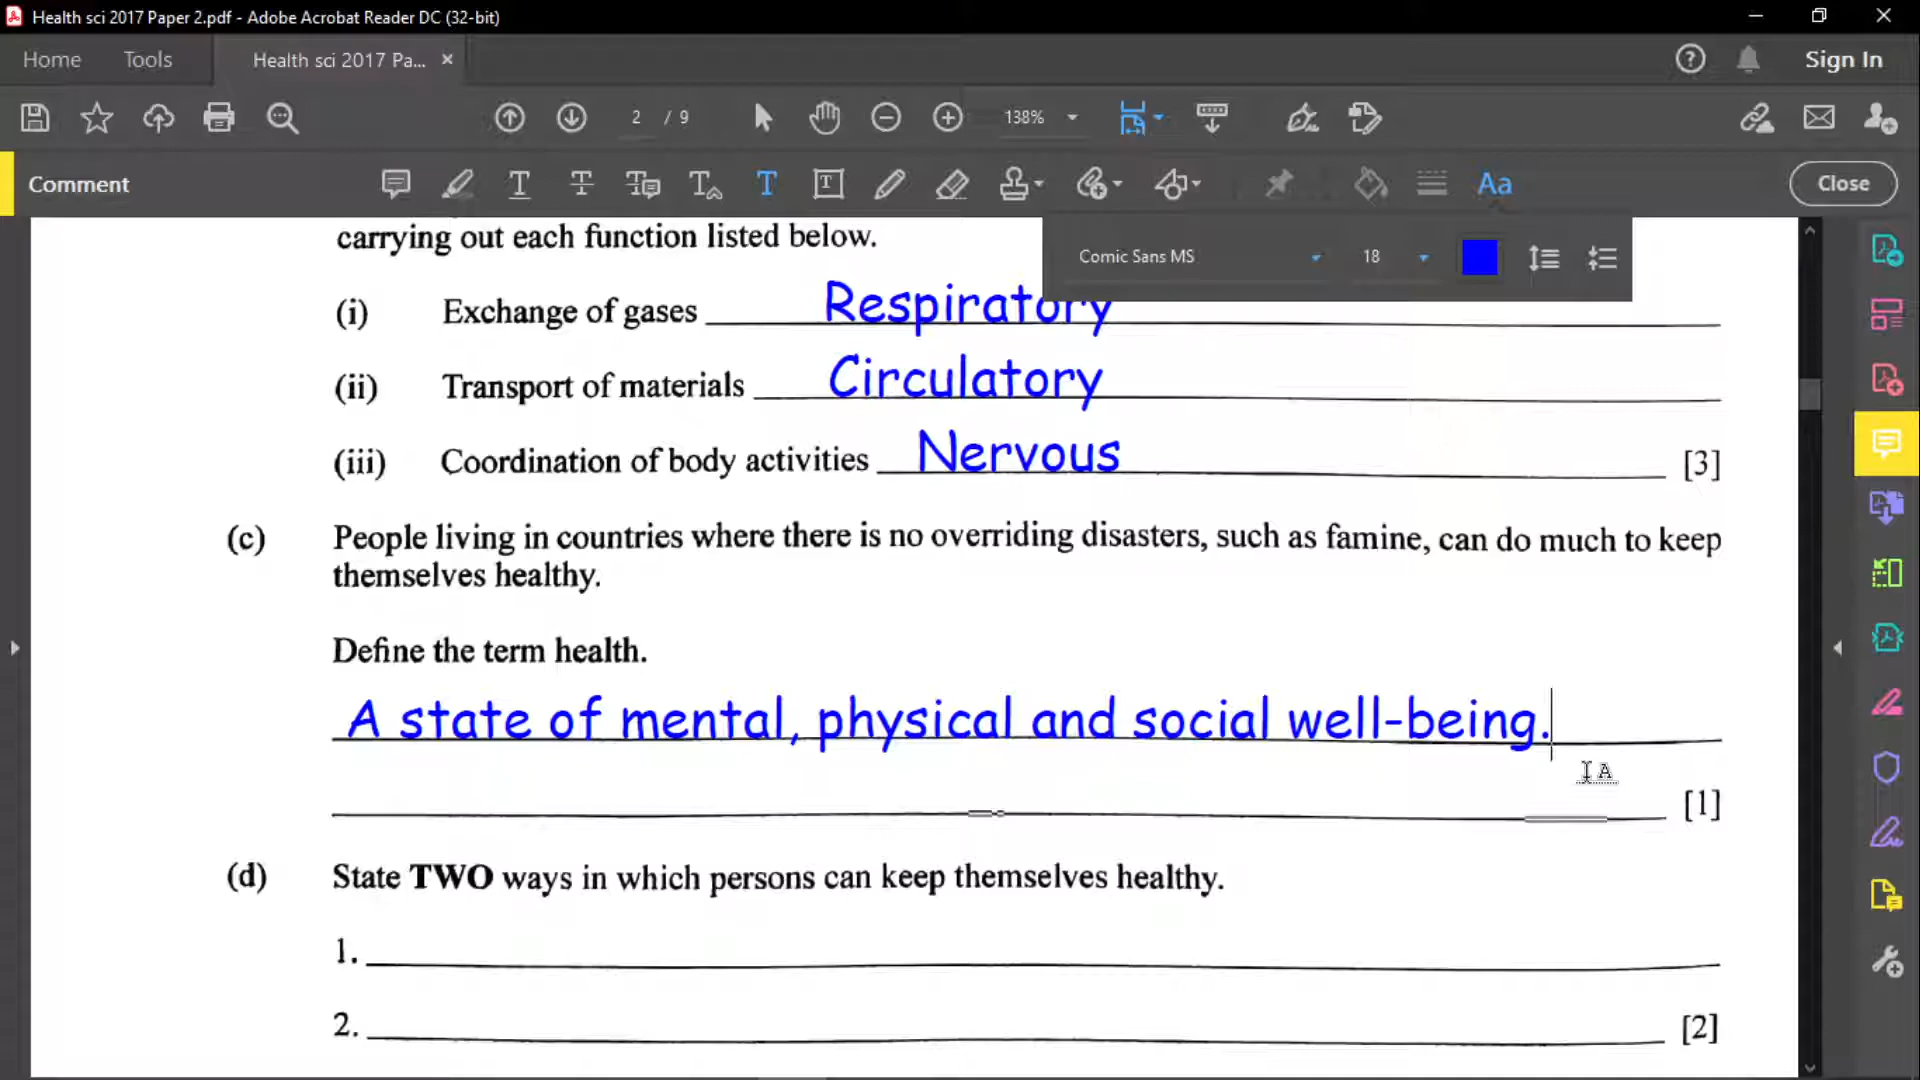 Health sci 2017 Paper 2.pdf - Adobe Acrobat Reader DC (32-bit)
Home Tools Health sci 2017 Pa... × Sign In
2 / 9 138%
Comment Aa Close
Comic Sans MS 18
carrying out each function listed below.
(i) Exchange of gases Respiratory
(ii) Transport of materials Circulatory
(iii) Coordination of body activities Nervous [3]
(c) People living in countries where there is no overriding disasters, such as famine, can do much to keep
themselves healthy.
Define the term health.
A state of mental, physical and social well-being.
[1]
(d) State TWO ways in which persons can keep themselves healthy.
1.
2. [2]